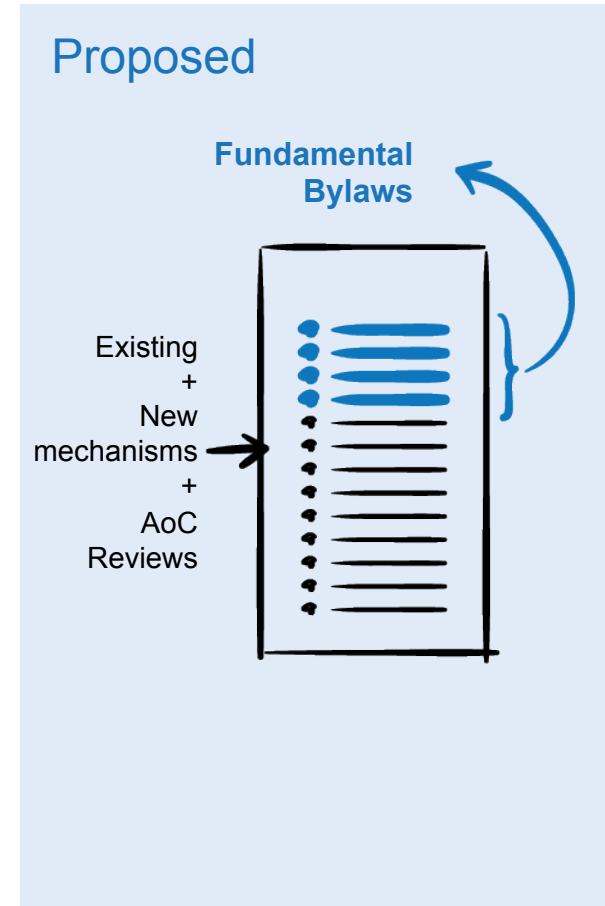 Proposed
Fundamental
Bylaws
Existing
+
New
mechanisms
+
AoC
Reviews